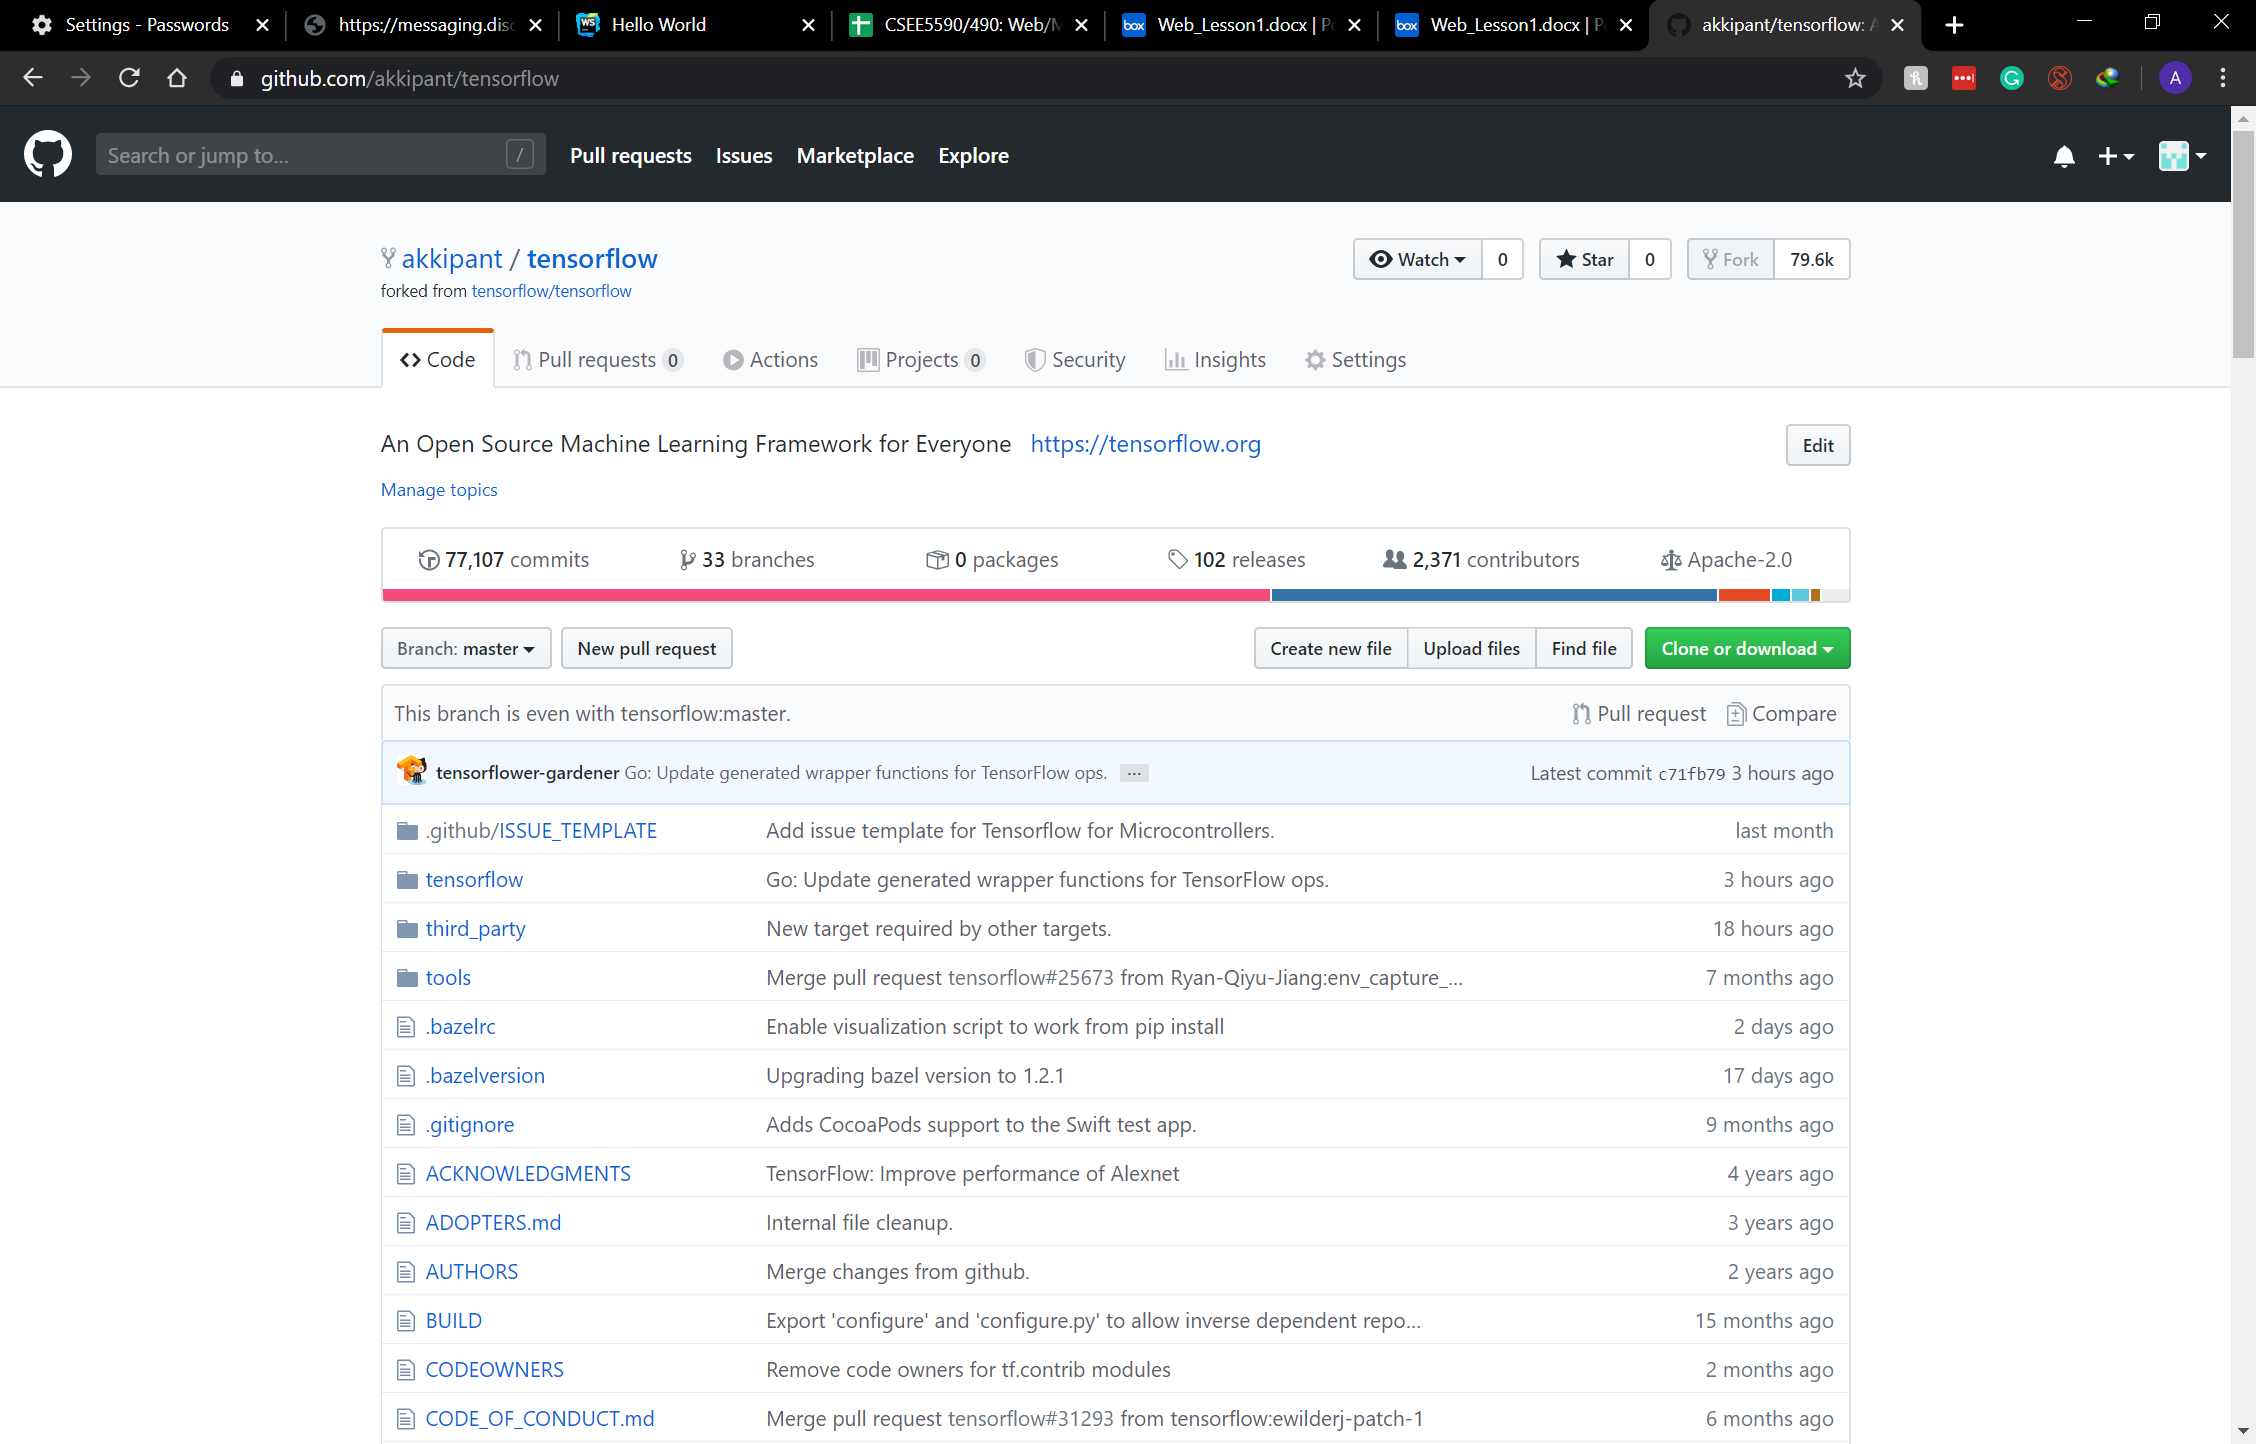 Settings - Passwords
https://messaging.disc
Hello World
CSEE5590/490: Web/M
Web_Lesson1.docx | Po
Web_Lesson1.docx | Po
akkipant/tensorflow: A
github.com/akkipant/tensorflow
A
Search or jump to...
/
Pull requests Issues Marketplace Explore
akkipant / tensorflow
Watch 0 Star 0 Fork 79.6k
forked from tensorflow/tensorflow
Code Pull requests 0 Actions Projects 0 Security Insights Settings
An Open Source Machine Learning Framework for Everyone https://tensorflow.org
Edit
Manage topics
77,107 commits 33 branches 0 packages 102 releases 2,371 contributors Apache-2.0
Branch: master New pull request Create new file Upload files Find file Clone or download
This branch is even with tensorflow:master. Pull request Compare
tensorflower-gardener Go: Update generated wrapper functions for TensorFlow ops. ... Latest commit c71fb79 3 hours ago
.github/ISSUE_TEMPLATE Add issue template for Tensorflow for Microcontrollers. last month
tensorflow Go: Update generated wrapper functions for TensorFlow ops. 3 hours ago
third_party New target required by other targets. 18 hours ago
tools Merge pull request tensorflow#25673 from Ryan-Qiyu-Jiang:env_capture_... 7 months ago
.bazelrc Enable visualization script to work from pip install 2 days ago
.bazelversion Upgrading bazel version to 1.2.1 17 days ago
.gitignore Adds CocoaPods support to the Swift test app. 9 months ago
ACKNOWLEDGMENTS TensorFlow: Improve performance of Alexnet 4 years ago
ADOPTERS.md Internal file cleanup. 3 years ago
AUTHORS Merge changes from github. 2 years ago
BUILD Export 'configure' and 'configure.py' to allow inverse dependent repo... 15 months ago
CODEOWNERS Remove code owners for tf.contrib modules 2 months ago
CODE_OF_CONDUCT.md Merge pull request tensorflow#31293 from tensorflow:ewilderj-patch-1 6 months ago